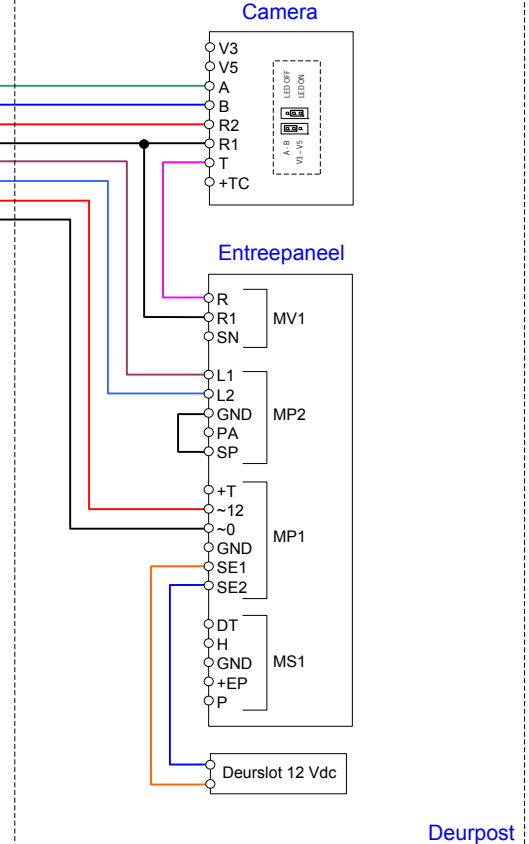 Camera
V3
V5
A
B
R2
R1
T
+TC
LED OFF
LED ON
A - B
V3 – V5
Entreepaneel
R
R1
SN
MV1
L1
L2
GND
PA
SP
MP2
+T
~12
~0
GND
SE1
SE2
MP1
DT
H
GND
+EP
P
MS1
Deurslot 12 Vdc
Deurpost